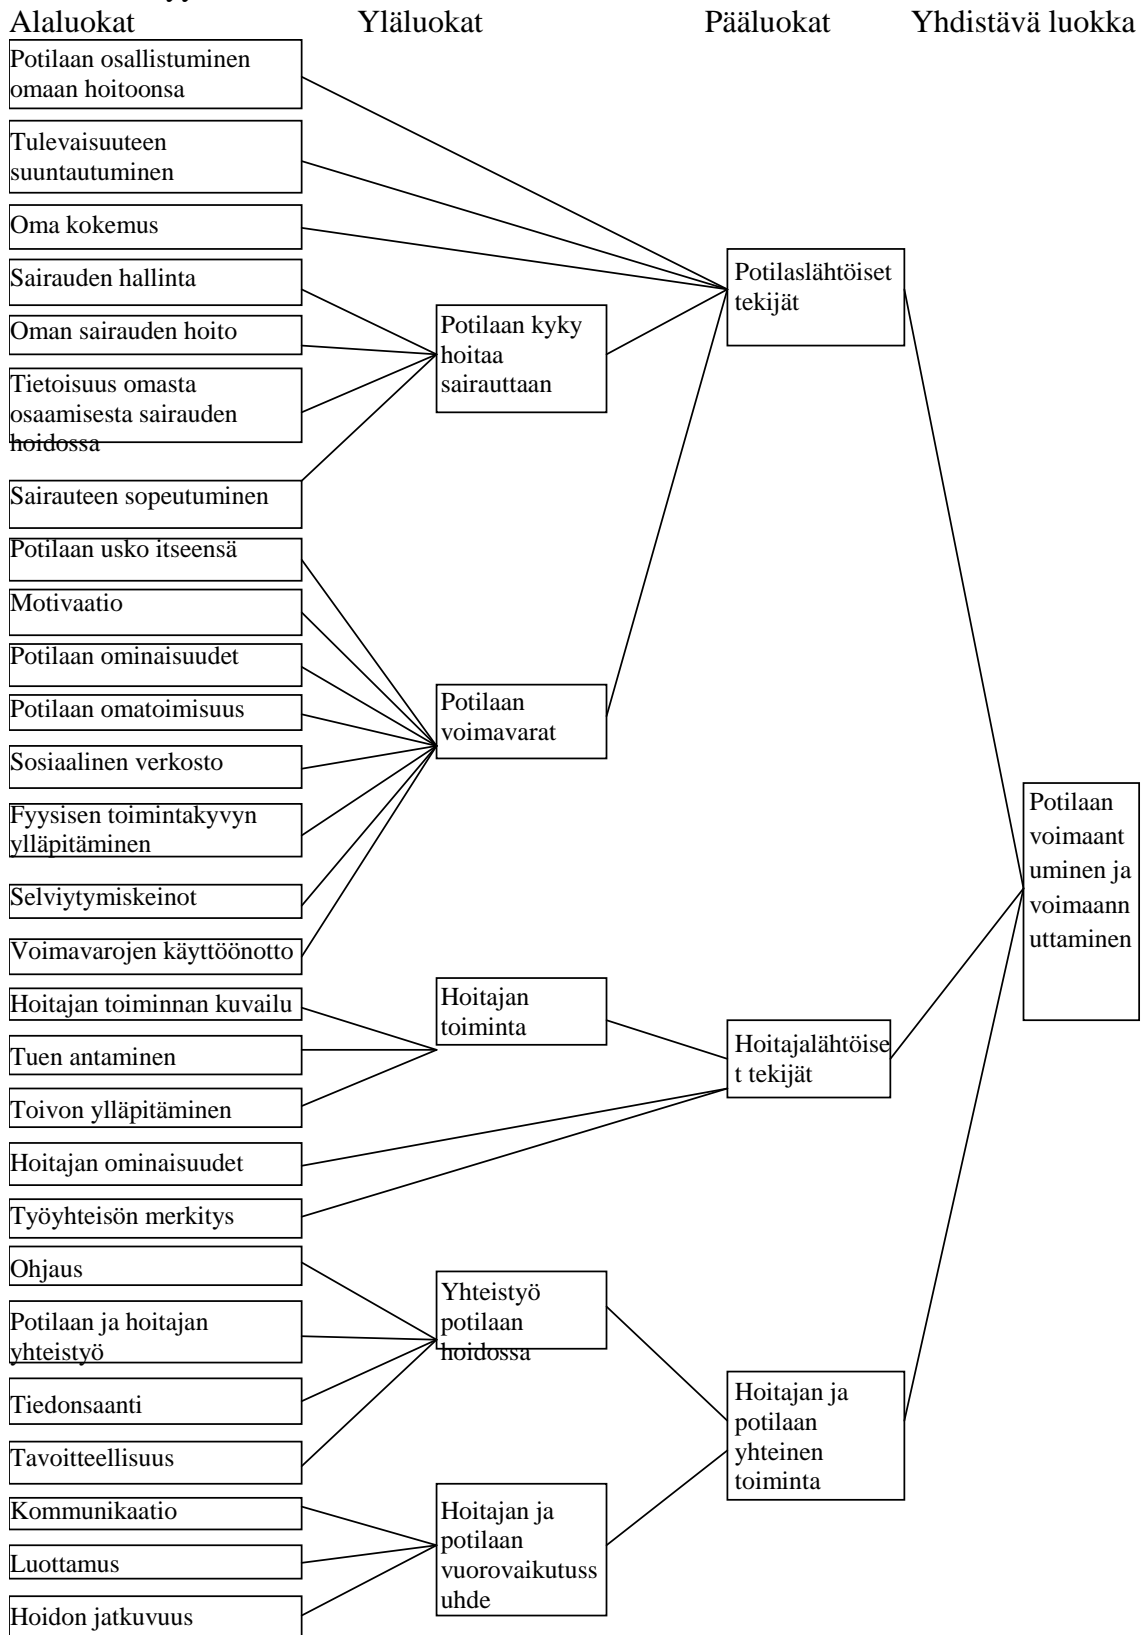 Alaluokat Yläluokat Pääluokat Yhdistävä luokka
Potilaan osallistuminen
omaan hoitoonsa
Tulevaisuuteen
suuntautuminen
Oma kokemus
Sairauden hallinta
Oman sairauden hoito
Tietoisuus omasta
osaamisesta sairauden
hoidossa
Sairauteen sopeutuminen
Potilaan usko itseensä
Motivaatio
Potilaan ominaisuudet
Potilaan omatoimisuus
Sosiaalinen verkosto
Fyysisen toimintakyvyn
ylläpitäminen
Selviytymiskeinot
Voimavarojen käyttöönotto
Hoitajan toiminnan kuvailu
Tuen antaminen
Toivon ylläpitäminen
Hoitajan ominaisuudet
Työyhteisön merkitys
Ohjaus
Potilaan ja hoitajan
yhteistyö
Tiedonsaanti
Tavoitteellisuus
Kommunikaatio
Luottamus
Hoidon jatkuvuus
Potilaan kyky
hoitaa
sairauttaan
Potilaan
voimavarat
Hoitajan
toiminta
Yhteistyö
potilaan
hoidossa
Hoitajan ja
potilaan
vuorovaikutuss
uhde
Potilaslähtöiset
tekijät
Hoitajalähtöise
t tekijät
Hoitajan ja
potilaan
yhteinen
toiminta
Potilaan
voimaant
uminen ja
voimaann
uttaminen